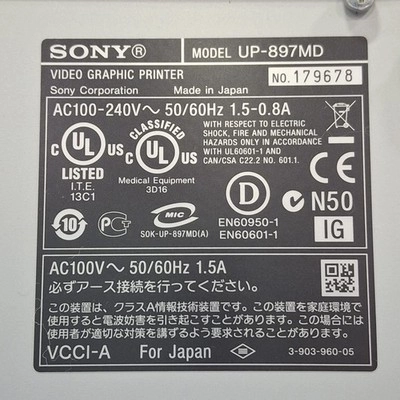 SONY®
MODEL UP-897MD
VIDEO GRAPHIC PRINTER
NO. 179678
Sony Corporation Made in Japan
AC100-240V～ 50/60Hz 1.5-0.8A
C UL US
LISTED
I.T.E.
13C1
CLASSIFIED
C UL US
Medical Equipment
3D16
WITH RESPECT TO ELECTRIC
SHOCK, FIRE AND MECHANICAL
HAZARDS ONLY IN ACCORDANCE
WITH UL60601-1 AND
CAN/CSA C22.2 NO. 601.1.
CE
10
MIC
SOK-UP-897MD(A)
D
EN60950-1
EN60601-1
N50
IG
AC100V～ 50/60Hz 1.5A
必ずアース接続を行ってください。
この装置は、クラスA情報技術装置です。この装置を家庭環境で
使用すると電波妨害を引き起こすことがあります。この場合には
使用者が適切な対策を講ずるよう要求されることがあります。
VCCI-A For Japan
3-903-960-05